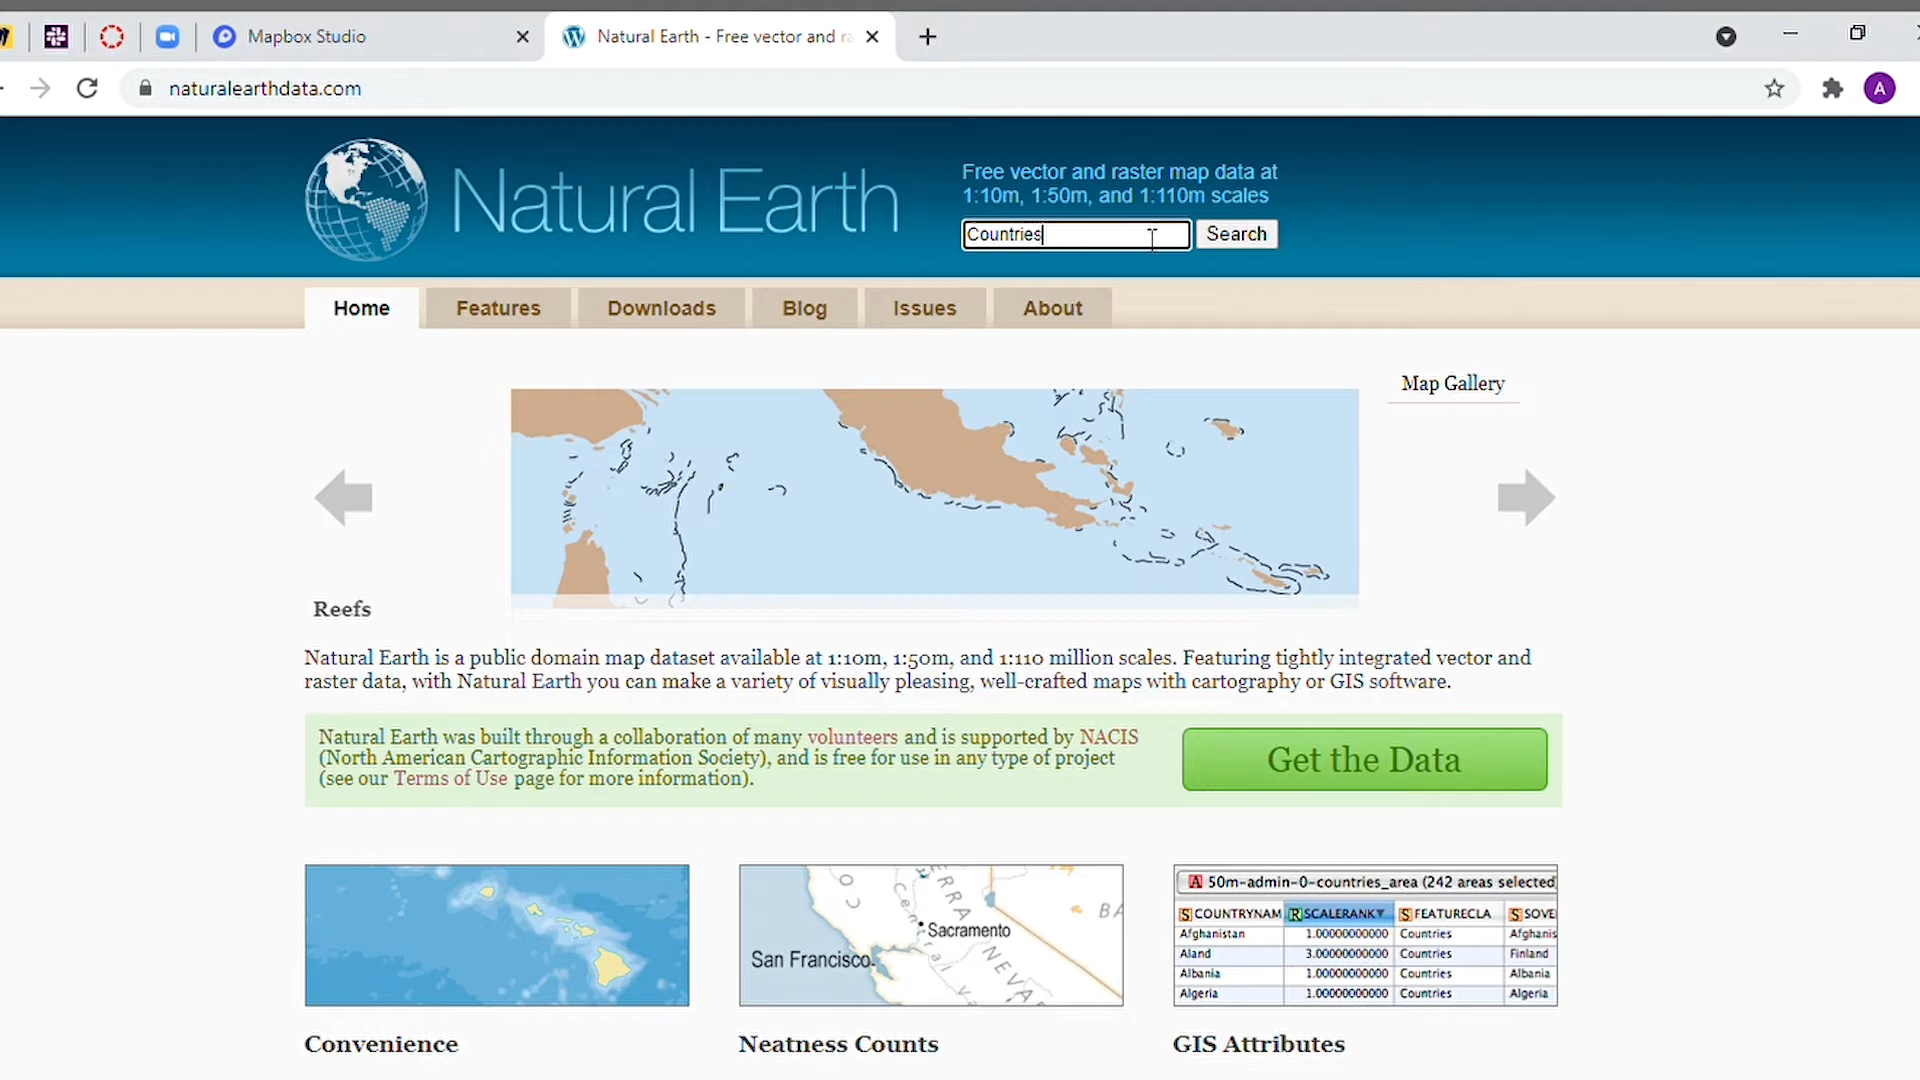 Mapbox Studio
Natural Earth - Free vector and ra
naturalearthdata.com
A
Natural Earth
Free vector and raster map data at
1:10m, 1:50m, and 1:110m scales
Countries
Search
Home
Features
Downloads
Blog
Issues
About
Map Gallery
Reefs
Natural Earth is a public domain map dataset available at 1:10m, 1:50m, and 1:110 million scales. Featuring tightly integrated vector and
raster data, with Natural Earth you can make a variety of visually pleasing, well-crafted maps with cartography or GIS software.
Natural Earth was built through a collaboration of many volunteers and is supported by NACIS
(North American Cartographic Information Society), and is free for use in any type of project
(see our Terms of Use page for more information).
Get the Data
CO
Central Va
ERRA NEVA
BA
Sacramento
San Francisco
A 50m-admin-0-countries_area (242 areas selected
S COUNTRYNAM R SCALERANK S FEATURECLA S SOVE
Afghanistan 1.00000000000 Countries Afghanis
Aland 3.00000000000 Countries Finland
Albania 1.00000000000 Countries Albania
Algeria 1.00000000000 Countries Algeria
Convenience
Neatness Counts
GIS Attributes